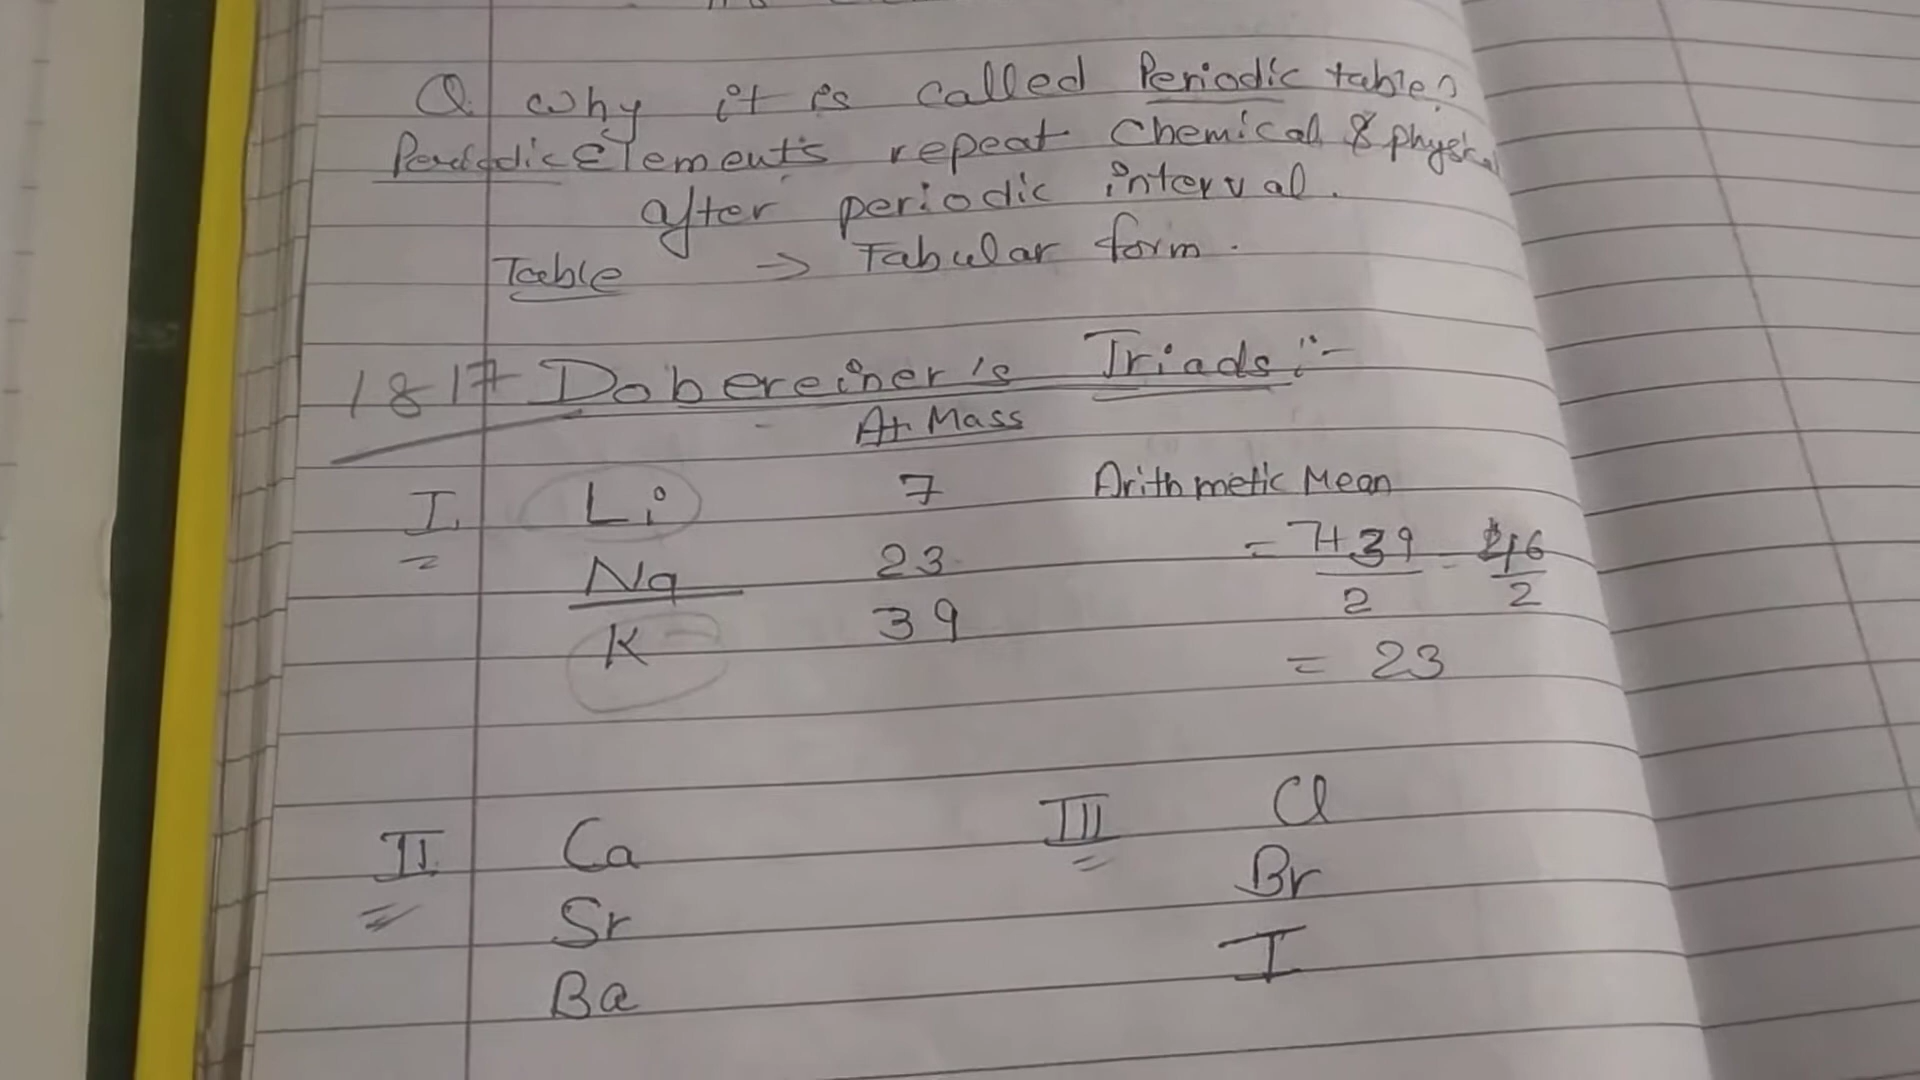 Q. Why it is called Periodic table?
Periodic Elements repeat Chemical & physical
after periodic interval.
Table → Tabular form.
1817 Dobereiner's Triads :-
At. Mass
I. Li 7 Arithmetic Mean
Na 23 = 7+39 = 46
2 2
K 39
= 23
II. Ca III Cl
Sr Br
Ba I